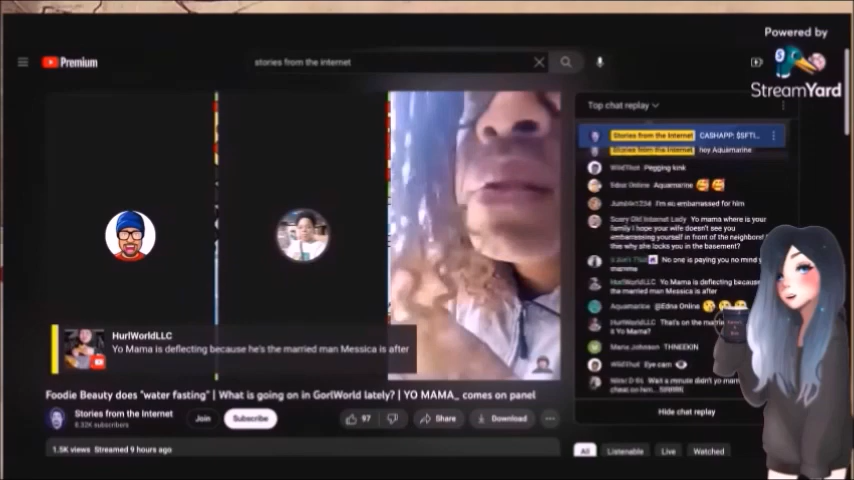 Powered by
StreamYard
Premium
stories from the internet
Top chat replay
Stories from the Internet CASHAPP: $SFTI...
Stories from the Internet hey Aquamarine
WildThot Pegging kink
Edna Online Aquamarine
Jumbles1234 I'm so embarrassed for him
Scary Old Internet Lady Yo mama where is your
family I hope your wife doesn't see you
embarrassing yourself in front of the neighbors!
this why she locks you in the basement?
No one is paying you no mind y
mamme
HurlWorldLLC Yo Mama is deflecting because
the married man Messica is after
Aquamarine @Edna Online
HurlWorldLLC That's on the
& Yo Mama?
Maria Johnson THNEEKIN
WildThot Eye cam
Wait a minute didn't yo
cheat on
Hide chat replay
HurlWorldLLC
Yo Mama is deflecting because he's the married man Messica is after
Foodie Beauty does "water fasting" | What is going on in GorlWorld lately? | YO MAMA_ comes on panel
Stories from the Internet
8.32K subscribers
Join
Subscribe
97
Share
Download
1.5K views Streamed 9 hours ago
All
Listenable
Live
Watched